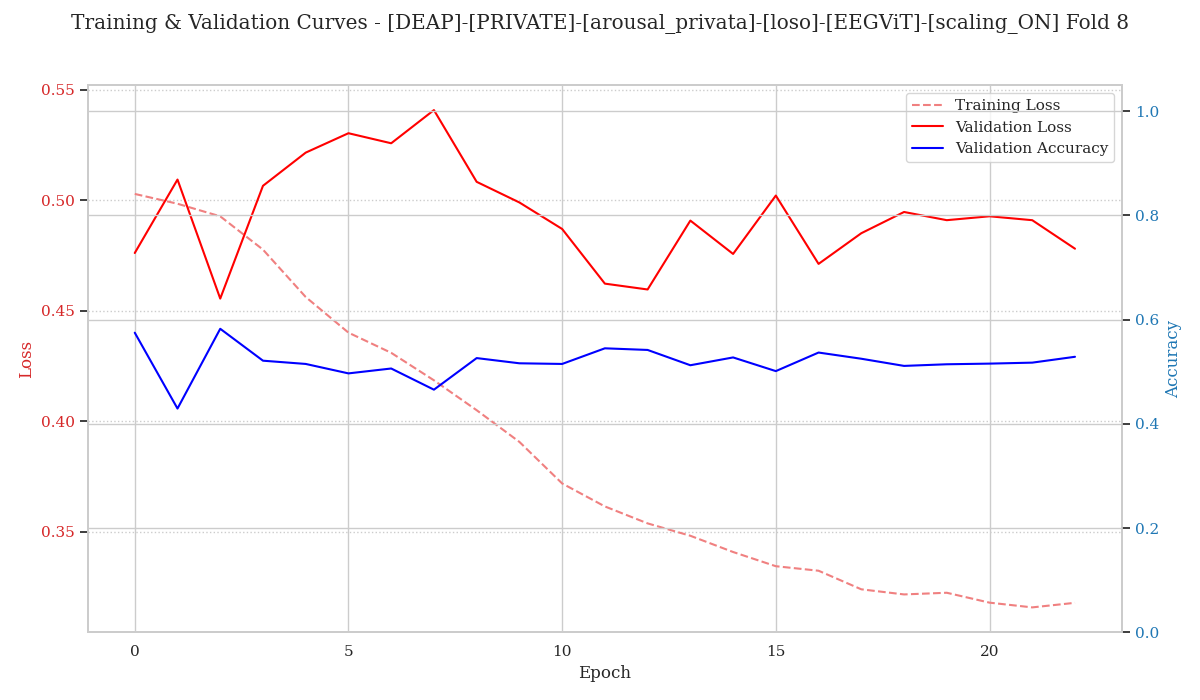 Training & Validation Curves - [DEAP]-[PRIVATE]-[arousal_privata]-[loso]-[EEGViT]-[scaling_ON] Fold 8
Training Loss
Validation Loss
Validation Accuracy
0.55
0.50
0.45
0.40
0.35
Loss
1.0
0.8
0.6
0.4
0.2
0.0
Accuracy
0 5 10 15 20
Epoch